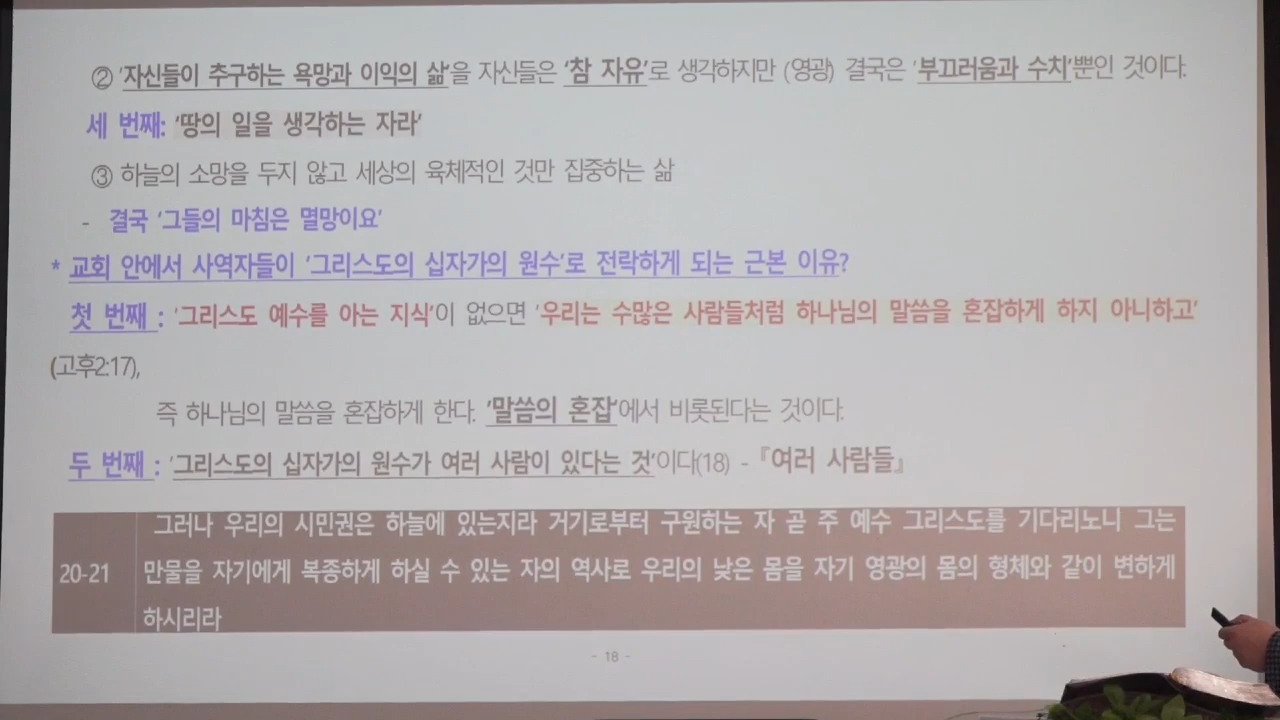 ② '자신들이 추구하는 욕망과 이익의 삶'을 자신들은 '참 자유'로 생각하지만 (영광) 결국은 '부끄러움과 수치'뿐인 것이다.
세 번째: '땅의 일을 생각하는 자라'
③ 하늘의 소망을 두지 않고 세상의 육체적인 것만 집중하는 삶
- 결국 '그들의 마침은 멸망이요'
* 교회 안에서 사역자들이 '그리스도의 십자가의 원수'로 전락하게 되는 근본 이유?
첫 번째 : '그리스도 예수를 아는 지식'이 없으면 '우리는 수많은 사람들처럼 하나님의 말씀을 혼잡하게 하지 아니하고'
(고후2:17),
즉 하나님의 말씀을 혼잡하게 한다. '말씀의 혼잡'에서 비롯된다는 것이다.
두 번째 : '그리스도의 십자가의 원수가 여러 사람이 있다는 것'이다(18) - 『여러 사람들』
그러나 우리의 시민권은 하늘에 있는지라 거기로부터 구원하는 자 곧 주 예수 그리스도를 기다리노니 그는
20-21 만물을 자기에게 복종하게 하실 수 있는 자의 역사로 우리의 낮은 몸을 자기 영광의 몸의 형체와 같이 변하게
하시리라
- 18 -